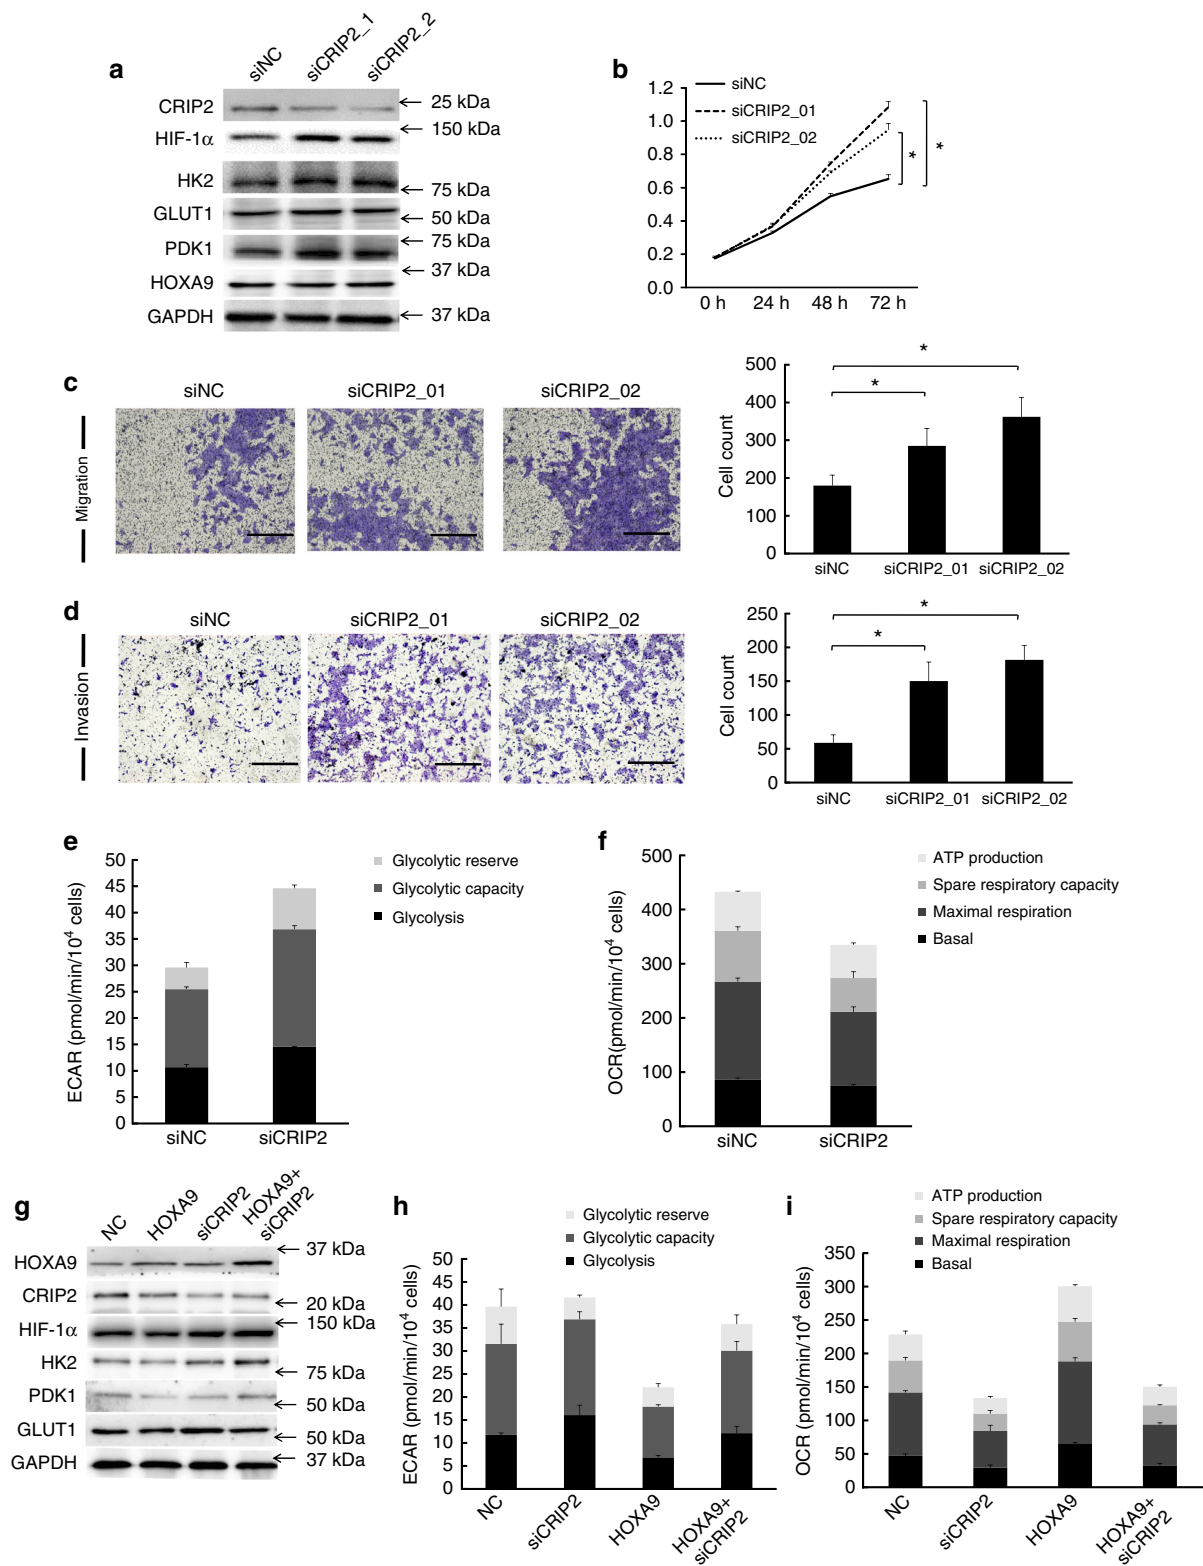 a
siNC
siCRIP2_1
siCRIP2_2
CRIP2
25 kDa
HIF-1α
150 kDa
HK2
75 kDa
GLUT1
50 kDa
PDK1
75 kDa
HOXA9
37 kDa
GAPDH
37 kDa
b
siNC
siCRIP2_01
siCRIP2_02
1.2
1.0
0.8
0.6
0.4
0.2
0.0
0 h 24 h 48 h 72 h
*
*
c
Migration
siNC
siCRIP2_01
siCRIP2_02
Cell count
500
400
300
200
100
0
*
*
siNC siCRIP2_01 siCRIP2_02
d
Invasion
siNC
siCRIP2_01
siCRIP2_02
Cell count
250
200
150
100
50
0
*
*
siNC siCRIP2_01 siCRIP2_02
e
ECAR (pmol/min/10⁴ cells)
50
45
40
35
30
25
20
15
10
5
0
siNC siCRIP2
Glycolytic reserve
Glycolytic capacity
Glycolysis
f
OCR(pmol/min/10⁴ cells)
500
400
300
200
100
0
siNC siCRIP2
ATP production
Spare respiratory capacity
Maximal respiration
Basal
g
NC
HOXA9
siCRIP2
HOXA9+
siCRIP2
HOXA9
37 kDa
CRIP2
20 kDa
HIF-1α
150 kDa
HK2
75 kDa
PDK1
50 kDa
GLUT1
50 kDa
GAPDH
37 kDa
h
Glycolytic reserve
Glycolytic capacity
Glycolysis
ECAR (pmol/min/10⁴ cells)
50
45
40
35
30
25
20
15
10
5
0
NC
siCRIP2
HOXA9
HOXA9+
siCRIP2
i
ATP production
Spare respiratory capacity
Maximal respiration
Basal
OCR (pmol/min/10⁴ cells)
350
300
250
200
150
100
50
0
NC
siCRIP2
HOXA9
HOXA9+
siCRIP2